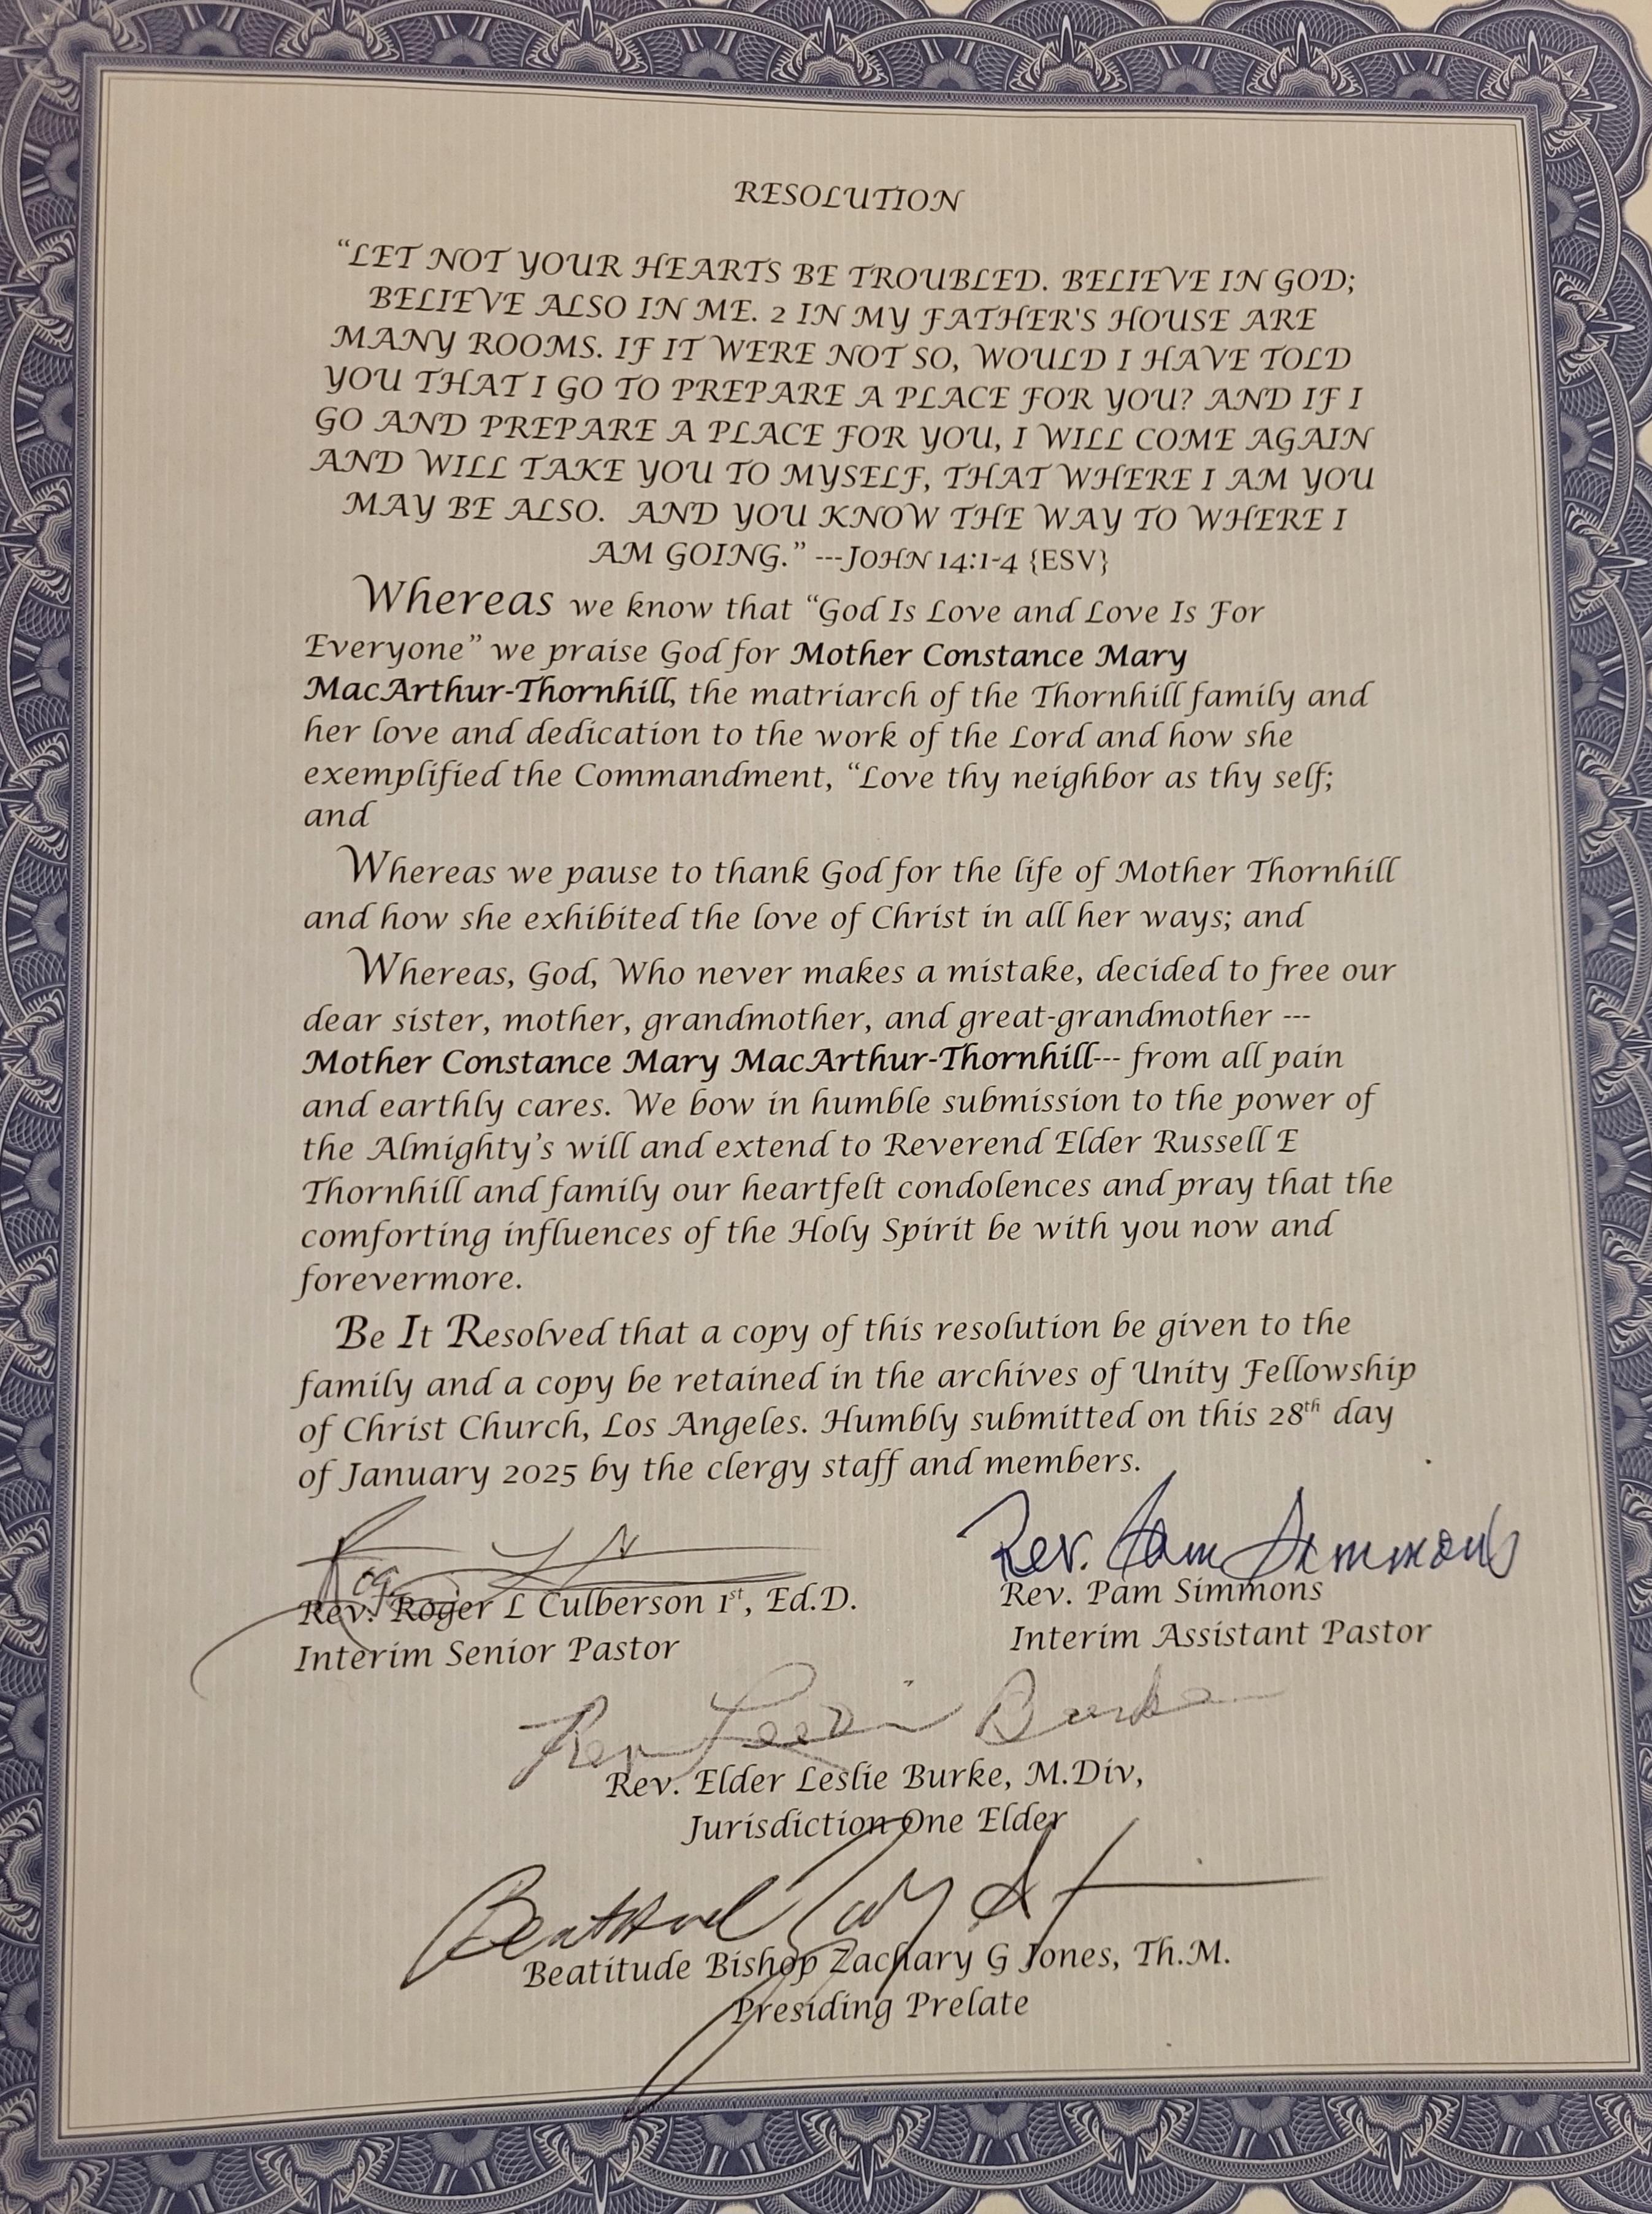 RESOLUTION
“LET NOT YOUR HEARTS BE TROUBLED. BELIEVE IN GOD;
BELIEVE ALSO IN ME. 2 IN MY FATHER'S HOUSE ARE
MANY ROOMS. IF IT WERE NOT SO, WOULD I HAVE TOLD
YOU THAT I GO TO PREPARE A PLACE FOR YOU? AND IF I
GO AND PREPARE A PLACE FOR YOU, I WILL COME AGAIN
AND WILL TAKE YOU TO MYSELF, THAT WHERE I AM YOU
MAY BE ALSO. AND YOU KNOW THE WAY TO WHERE I
AM GOING.” ---JOHN 14:1-4 {ESV}
Whereas we know that “God Is Love and Love Is For
Everyone” we praise God for Mother Constance Mary
MacArthur-Thornhill, the matriarch of the Thornhill family and
her love and dedication to the work of the Lord and how she
exemplified the Commandment, “Love thy neighbor as thy self;
and
Whereas we pause to thank God for the life of Mother Thornhill
and how she exhibited the love of Christ in all her ways; and
Whereas, God, Who never makes a mistake, decided to free our
dear sister, mother, grandmother, and great-grandmother ---
Mother Constance Mary MacArthur-Thornhill--- from all pain
and earthly cares. We bow in humble submission to the power of
the Almighty’s will and extend to Reverend Elder Russell E
Thornhill and family our heartfelt condolences and pray that the
comforting influences of the Holy Spirit be with you now and
forevermore.
Be It Resolved that a copy of this resolution be given to the
family and a copy be retained in the archives of Unity Fellowship
of Christ Church, Los Angeles. Humbly submitted on this 28th day
of January 2025 by the clergy staff and members.
Rev. Pam Simmons
Rev. Roger L Culberson 1st, Ed.D.
Rev. Pam Simmons
Interim Senior Pastor
Interim Assistant Pastor
Rev Burke
Rev. Elder Leslie Burke, M.Div,
Jurisdiction One Elder
Beatitude Bishop Zachary G Jones, Th.M.
Presiding Prelate